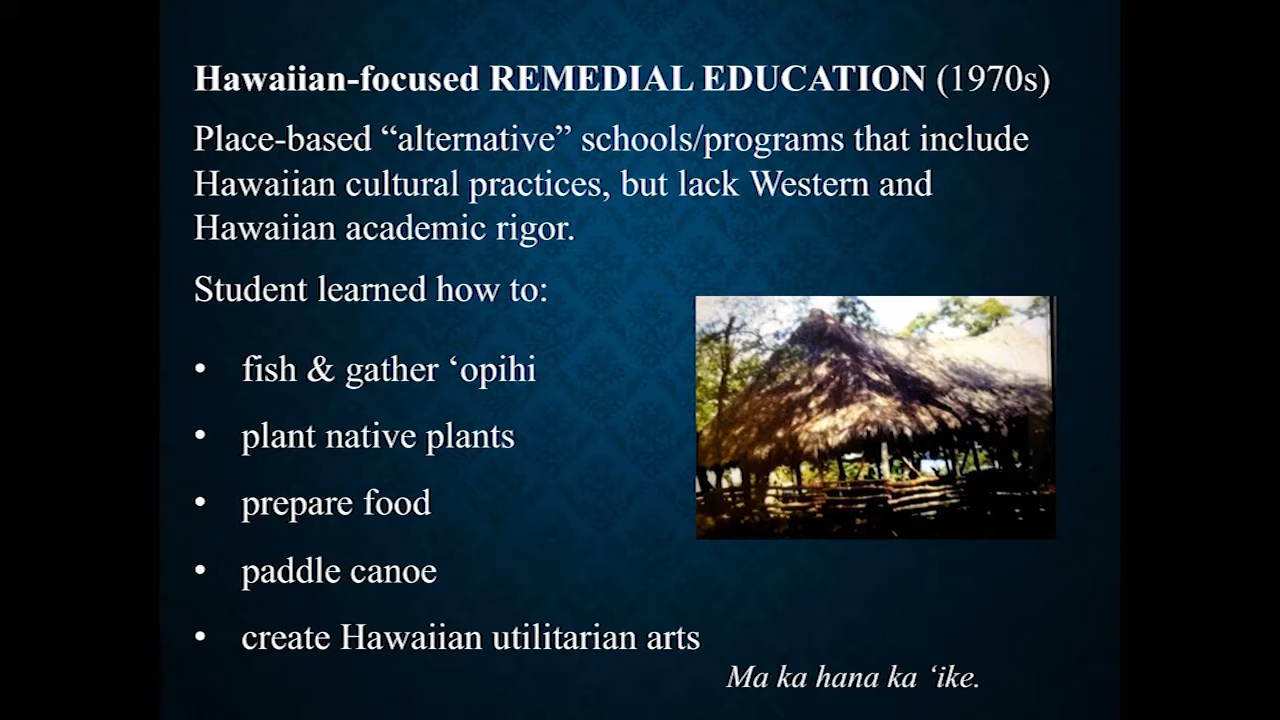 Hawaiian-focused REMEDIAL EDUCATION (1970s)
Place-based “alternative” schools/programs that include
Hawaiian cultural practices, but lack Western and
Hawaiian academic rigor.
Student learned how to:
• fish & gather ‘opihi
• plant native plants
• prepare food
• paddle canoe
• create Hawaiian utilitarian arts
Ma ka hana ka ‘ike.